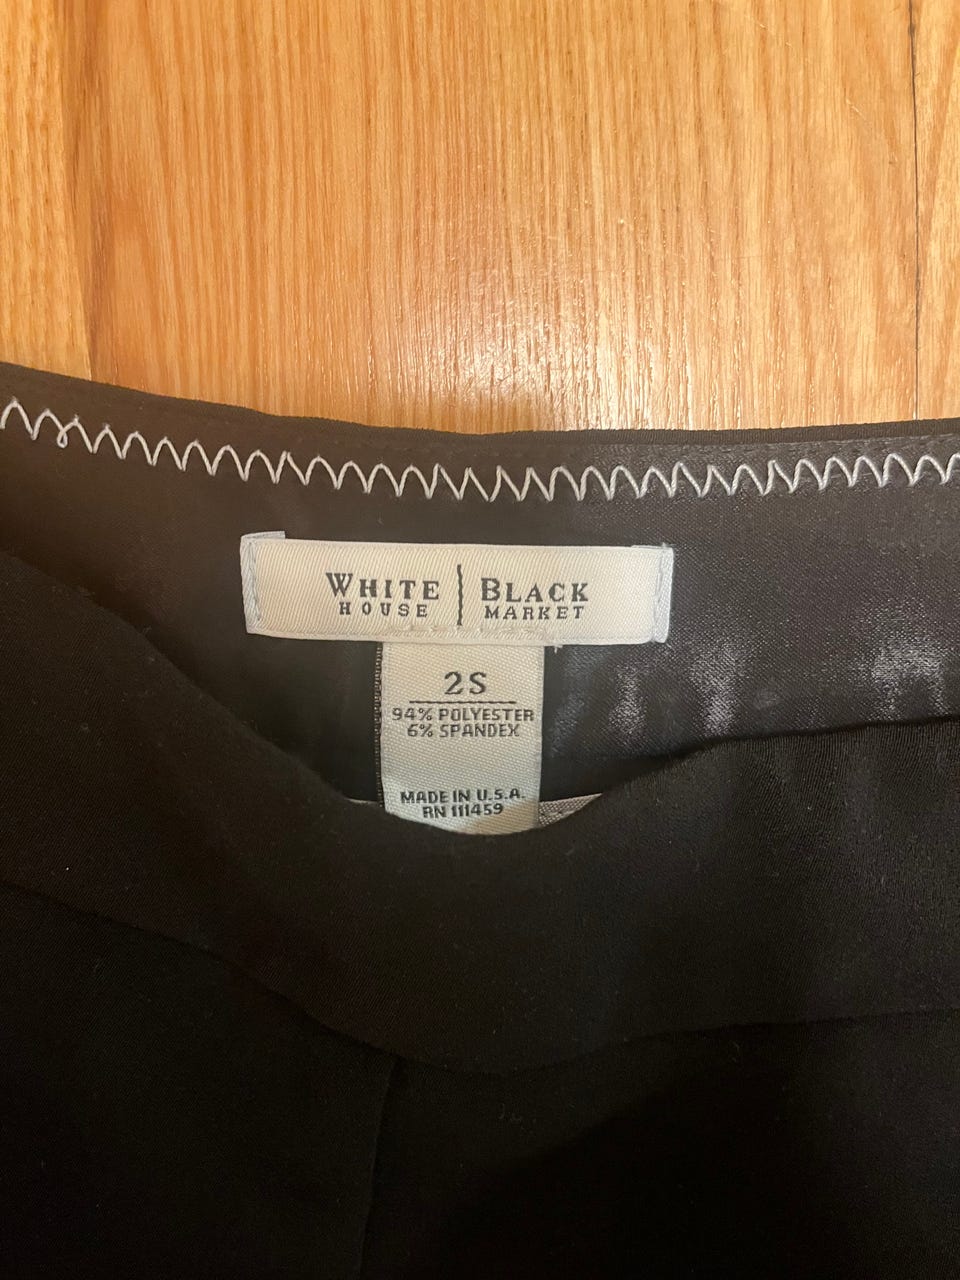 WHITE | BLACK
HOUSE | MARKET
2S
94% POLYESTER
6% SPANDEX
MADE IN U.S.A.
RN 111459